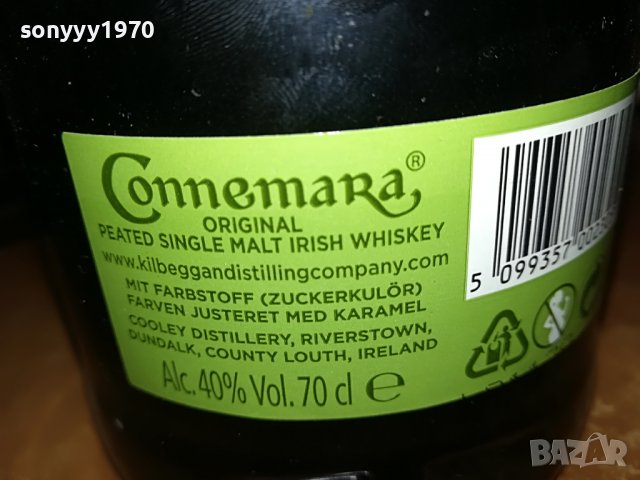 sonyyy1970
Connemara®
ORIGINAL
PEATED SINGLE MALT IRISH WHISKEY
www.kilbeggandistillingcompany.com
MIT FARBSTOFF (ZUCKERKULÖR)
FARVEN JUSTERET MED KARAMEL
COOLEY DISTILLERY, RIVERSTOWN,
DUNDALK, COUNTY LOUTH, IRELAND
Alc. 40% Vol. 70 cl e
5 099357 00
BAZAR